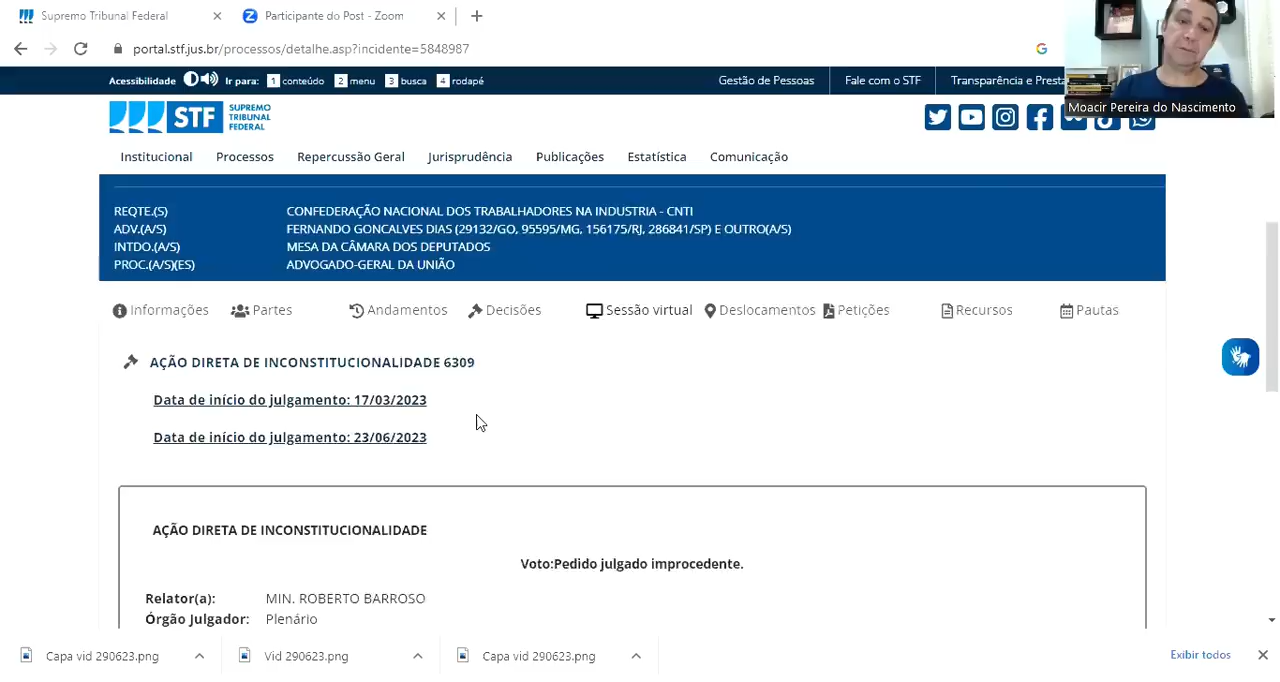 Supremo Tribunal Federal
Participante do Post - Zoom
portal.stf.jus.br/processos/detalhe.asp?incidente=5848987
Acessibilidade Ir para: 1 conteúdo 2 menu 3 busca 4 rodapé
Gestão de Pessoas Fale com o STF Transparência e Presta
Moacir Pereira do Nascimento
STF SUPREMO TRIBUNAL FEDERAL
Institucional Processos Repercussão Geral Jurisprudência Publicações Estatística Comunicação
REQTE.(S) CONFEDERAÇÃO NACIONAL DOS TRABALHADORES NA INDUSTRIA - CNTI
ADV.(A/S) FERNANDO GONCALVES DIAS (29132/GO, 95595/MG, 156175/RJ, 286841/SP) E OUTRO(A/S)
INTDO.(A/S) MESA DA CÂMARA DOS DEPUTADOS
PROC.(A/S)(ES) ADVOGADO-GERAL DA UNIÃO
Informações Partes Andamentos Decisões Sessão virtual Deslocamentos Petições Recursos Pautas
AÇÃO DIRETA DE INCONSTITUCIONALIDADE 6309
Data de início do julgamento: 17/03/2023
Data de início do julgamento: 23/06/2023
AÇÃO DIRETA DE INCONSTITUCIONALIDADE
Voto:Pedido julgado improcedente.
Relator(a): MIN. ROBERTO BARROSO
Órgão Julgador: Plenário
Capa vid 290623.png Vid 290623.png Capa vid 290623.png Exibir todos